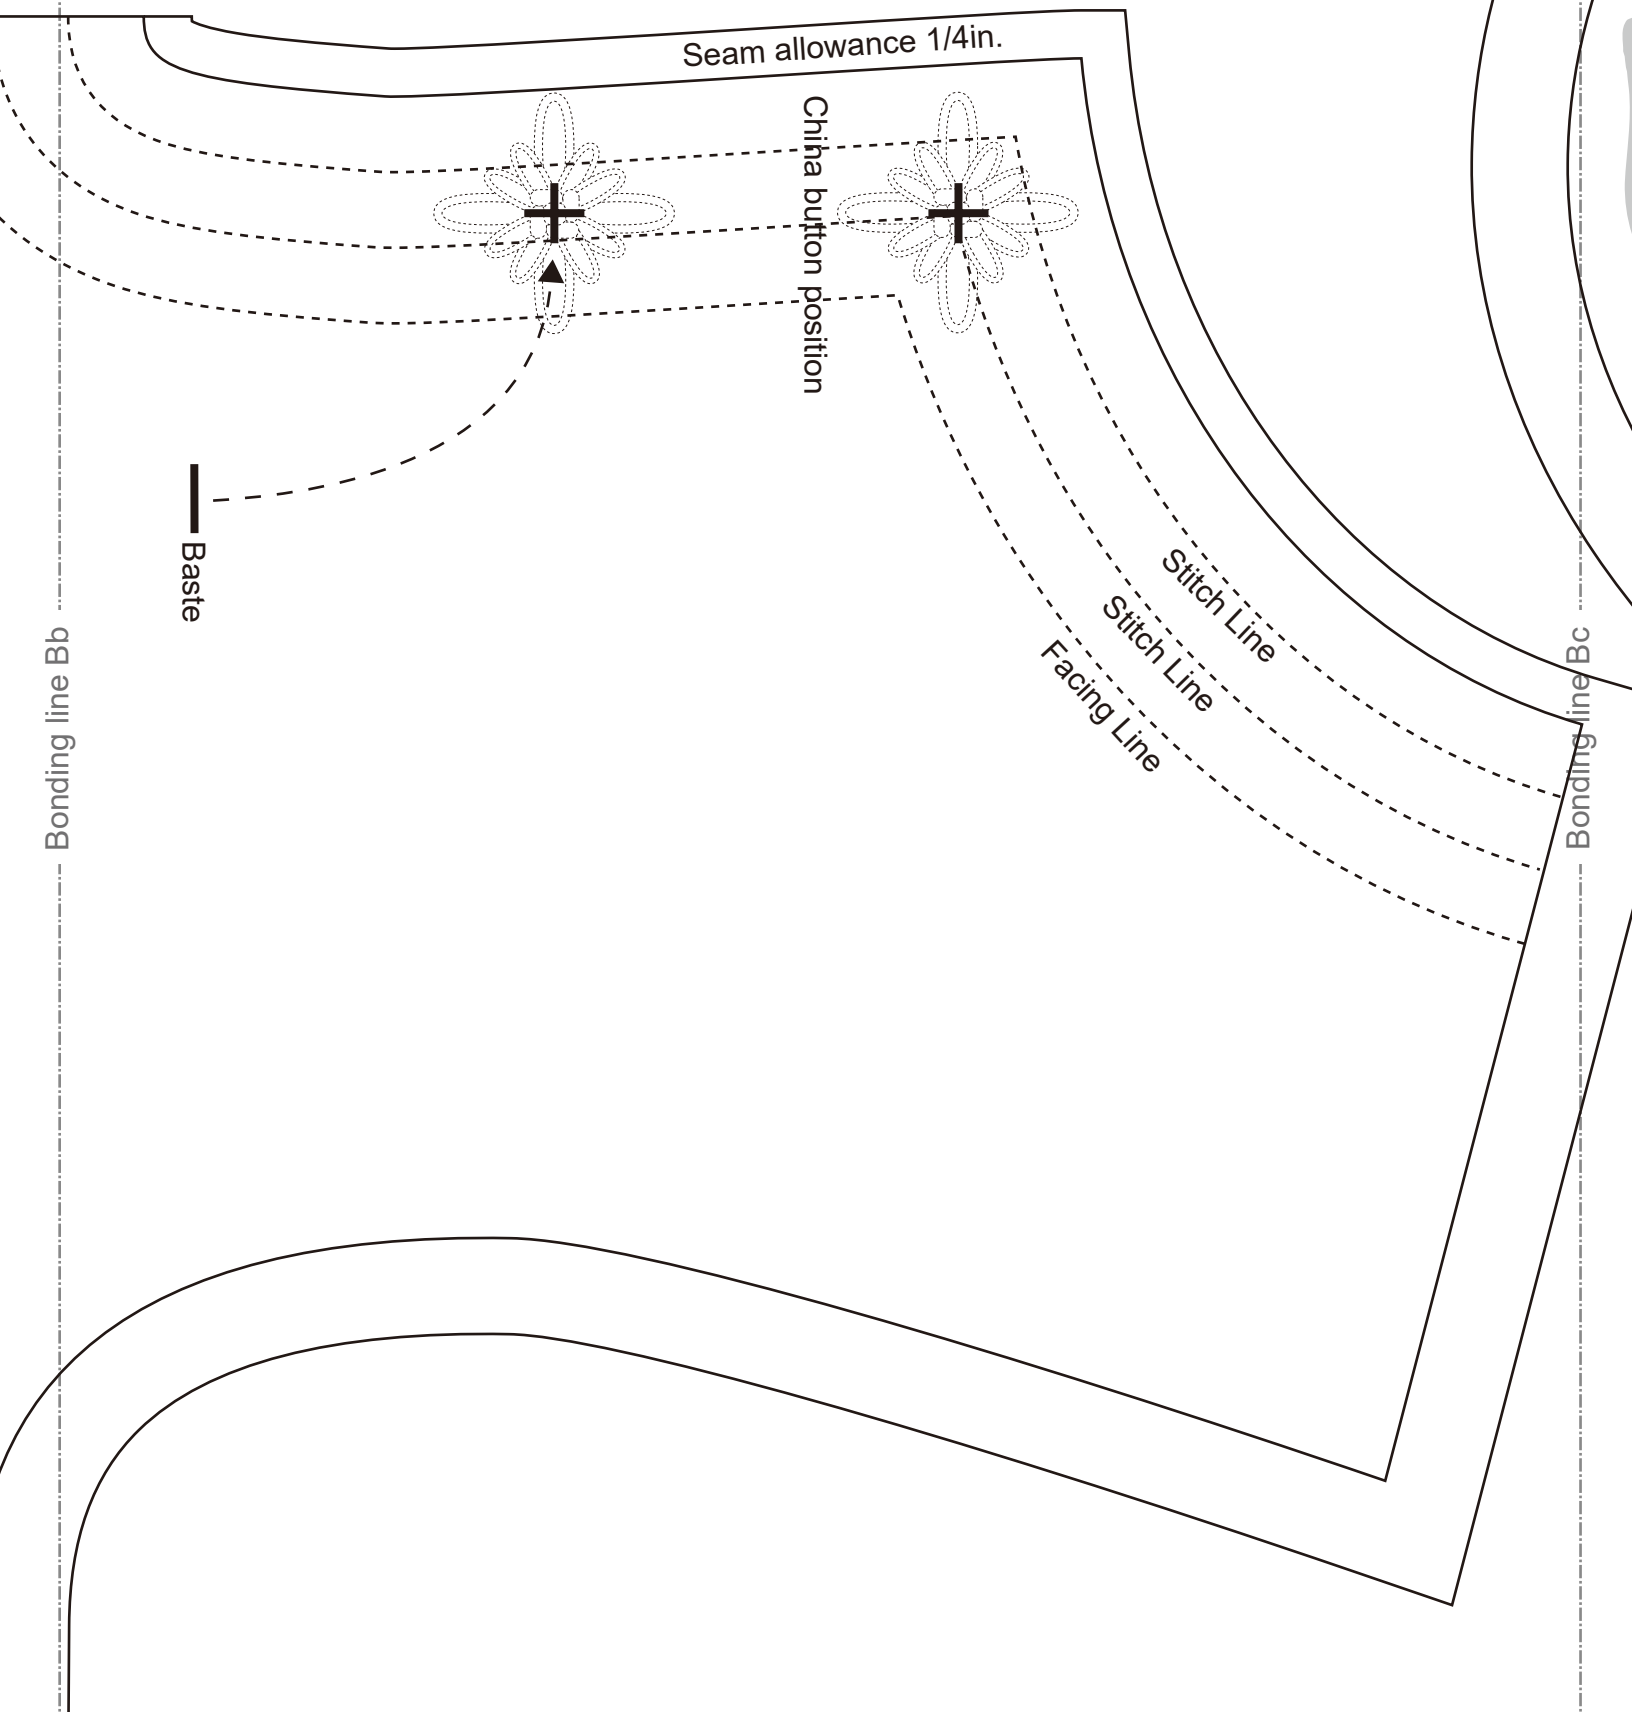 Seam allowance 1/4in.
China button position
Baste
Stitch Line
Stitch Line
Facing Line
Bonding line Bb
Bonding line Bc